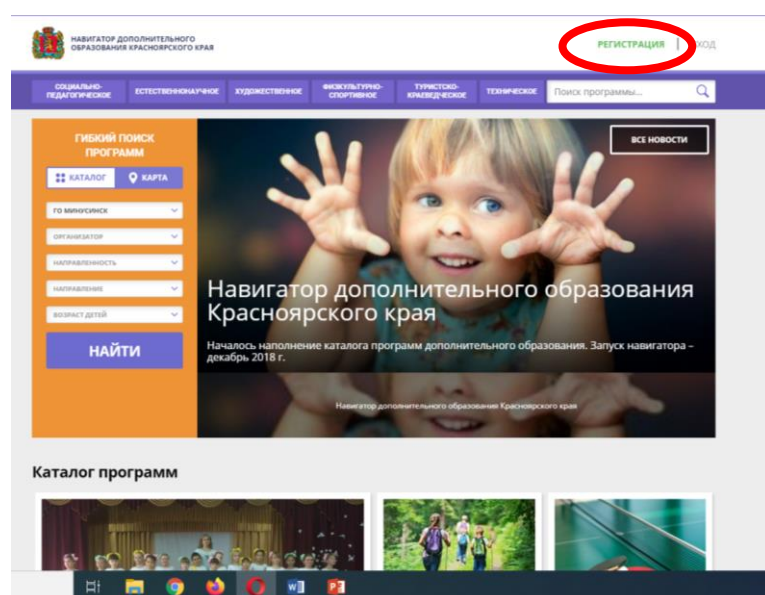 НАВИГАТОР ДОПОЛНИТЕЛЬНОГО
ОБРАЗОВАНИЯ КРАСНОЯРСКОГО КРАЯ
РЕГИСТРАЦИЯ | ХОД
СОЦИАЛЬНО-
ПЕДАГОГИЧЕСКОЕ
ЕСТЕСТВЕННОНАУЧНОЕ
ХУДОЖЕСТВЕННОЕ
ФИЗКУЛЬТУРНО-
СПОРТИВНОЕ
ТУРИСТСКО-
КРАЕВЕДЧЕСКОЕ
ТЕХНИЧЕСКОЕ
Поиск программы...
ГИБКИЙ ПОИСК
ПРОГРАММ
КАТАЛОГ
КАРТА
ГО МИНУСИНСК
ОРГАНИЗАТОР
НАПРАВЛЕННОСТЬ
НАПРАВЛЕНИЕ
ВОЗРАСТ ДЕТЕЙ
НАЙТИ
ВСЕ НОВОСТИ
Навигатор дополнительного образования
Красноярского края
Началось наполнение каталога программ дополнительного образования. Запуск навигатора –
декабрь 2018 г.
Навигатор дополнительного образования Красноярского края
Каталог программ